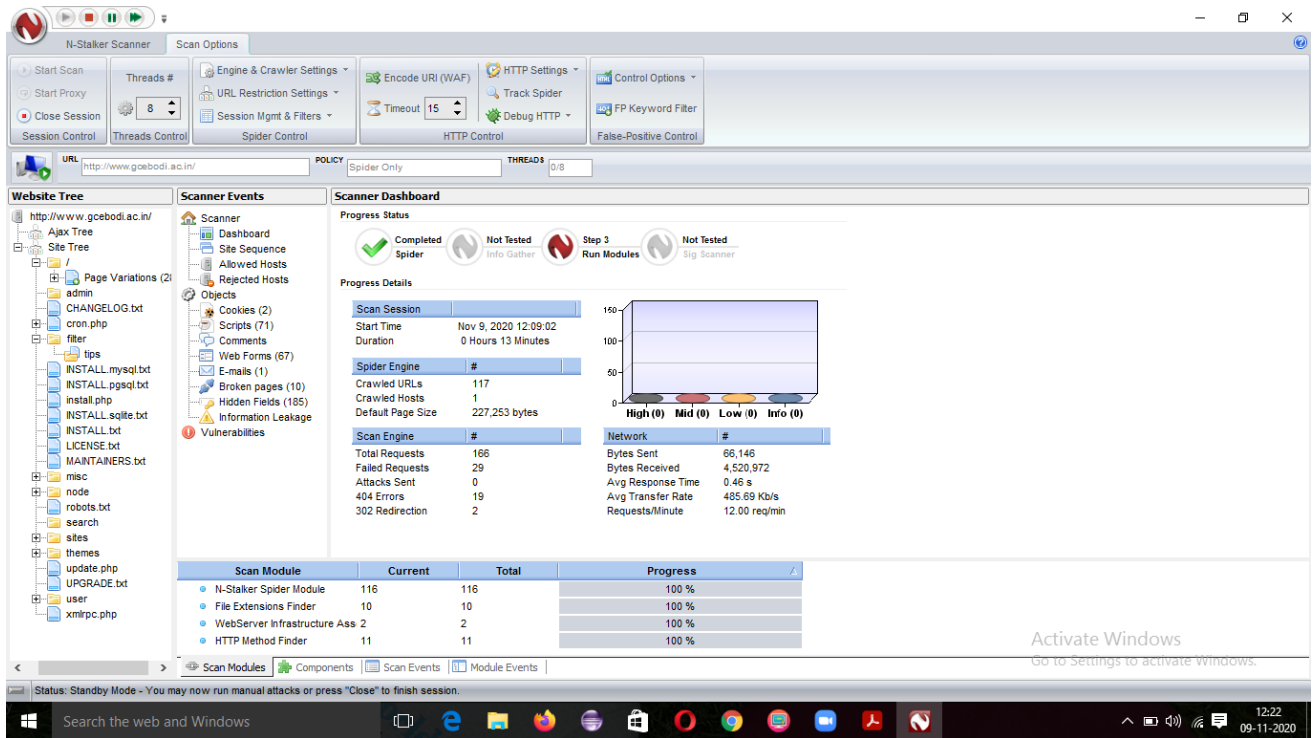 N-Stalker Scanner Scan Options
Start Scan
Start Proxy
Close Session
Session Control
Threads #
8
Threads Control
Engine & Crawler Settings
URL Restriction Settings
Session Mgmt & Filters
Spider Control
Encode URI (WAF)
Timeout 15
HTTP Settings
Track Spider
Debug HTTP
HTTP Control
Control Options
FP Keyword Filter
False-Positive Control
URL http://www.gcebodi.ac.in/ POLICY Spider Only THREADS 0/8
Website Tree
http://www.gcebodi.ac.in/
Ajax Tree
Site Tree
/
Page Variations (2
admin
CHANGELOG.txt
cron.php
filter
tips
INSTALL.mysql.txt
INSTALL.pgsql.txt
install.php
INSTALL.sqlite.txt
INSTALL.txt
LICENSE.txt
MAINTAINERS.txt
misc
node
robots.txt
search
sites
themes
update.php
UPGRADE.txt
user
xmlrpc.php
Scanner Events
Scanner
Dashboard
Site Sequence
Allowed Hosts
Rejected Hosts
Objects
Cookies (2)
Scripts (71)
Comments
Web Forms (67)
E-mails (1)
Broken pages (10)
Hidden Fields (185)
Information Leakage
Vulnerabilities
Scanner Dashboard
Progress Status
Completed
Spider
Not Tested
Info Gather
Step 3
Run Modules
Not Tested
Sig Scanner
Progress Details
Scan Session
Start Time Nov 9, 2020 12:09:02
Duration 0 Hours 13 Minutes
Spider Engine #
Crawled URLs 117
Crawled Hosts 1
Default Page Size 227,253 bytes
Scan Engine #
Total Requests 166
Failed Requests 29
Attacks Sent 0
404 Errors 19
302 Redirection 2
150
100
50
0
High (0) Mid (0) Low (0) Info (0)
Network #
Bytes Sent 66,146
Bytes Received 4,520,972
Avg Response Time 0.46 s
Avg Transfer Rate 485.69 Kb/s
Requests/Minute 12.00 req/min
Scan Module Current Total Progress
N-Stalker Spider Module 116 116 100 %
File Extensions Finder 10 10 100 %
WebServer Infrastructure Ass 2 2 100 %
HTTP Method Finder 11 11 100 %
Scan Modules Components Scan Events Module Events
Activate Windows
Go to Settings to activate Windows.
Status: Standby Mode - You may now run manual attacks or press "Close" to finish session.
Search the web and Windows
12:22
09-11-2020